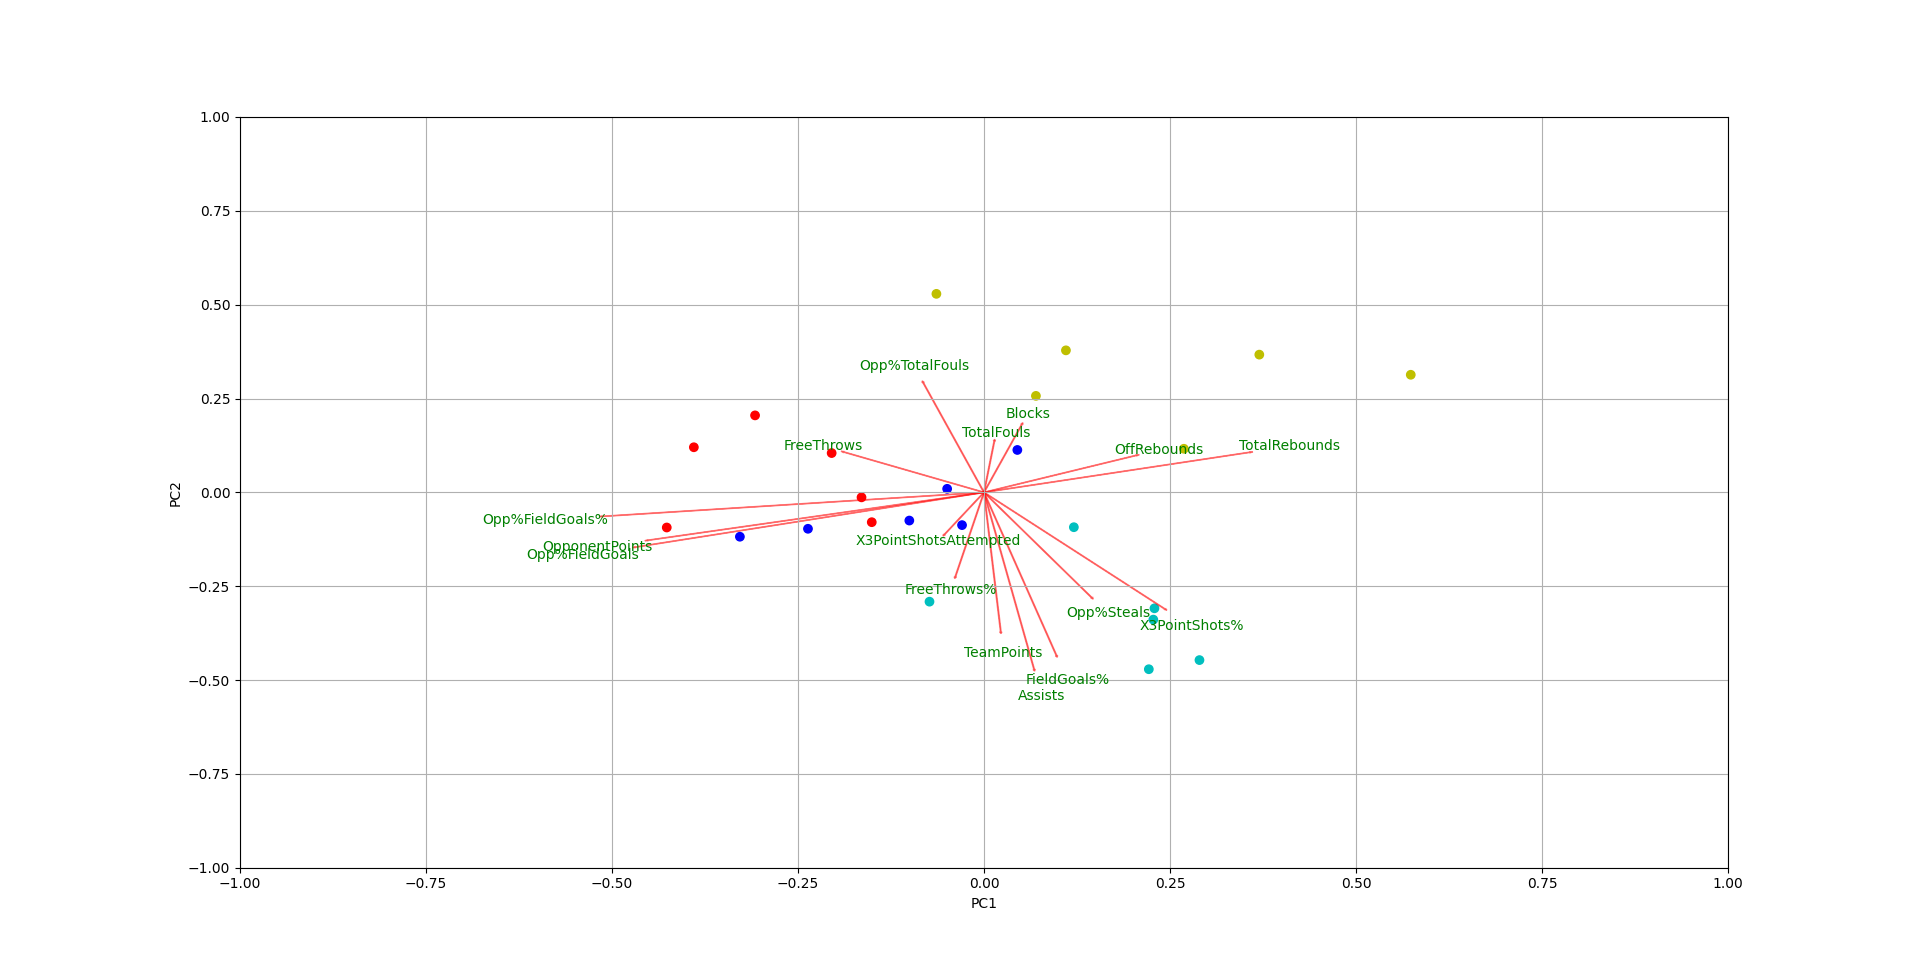 1.00
0.75
0.50
0.25
0.00
−0.25
−0.50
−0.75
−1.00
PC2
Opp%TotalFouls
Blocks
TotalFouls
FreeThrows
OffRebounds
TotalRebounds
Opp%FieldGoals%
OpponentPoints
Opp%FieldGoals
X3PointShotsAttempted
FreeThrows%
Opp%Steals
X3PointShots%
TeamPoints
FieldGoals%
Assists
−1.00 −0.75 −0.50 −0.25 0.00 0.25 0.50 0.75 1.00
PC1